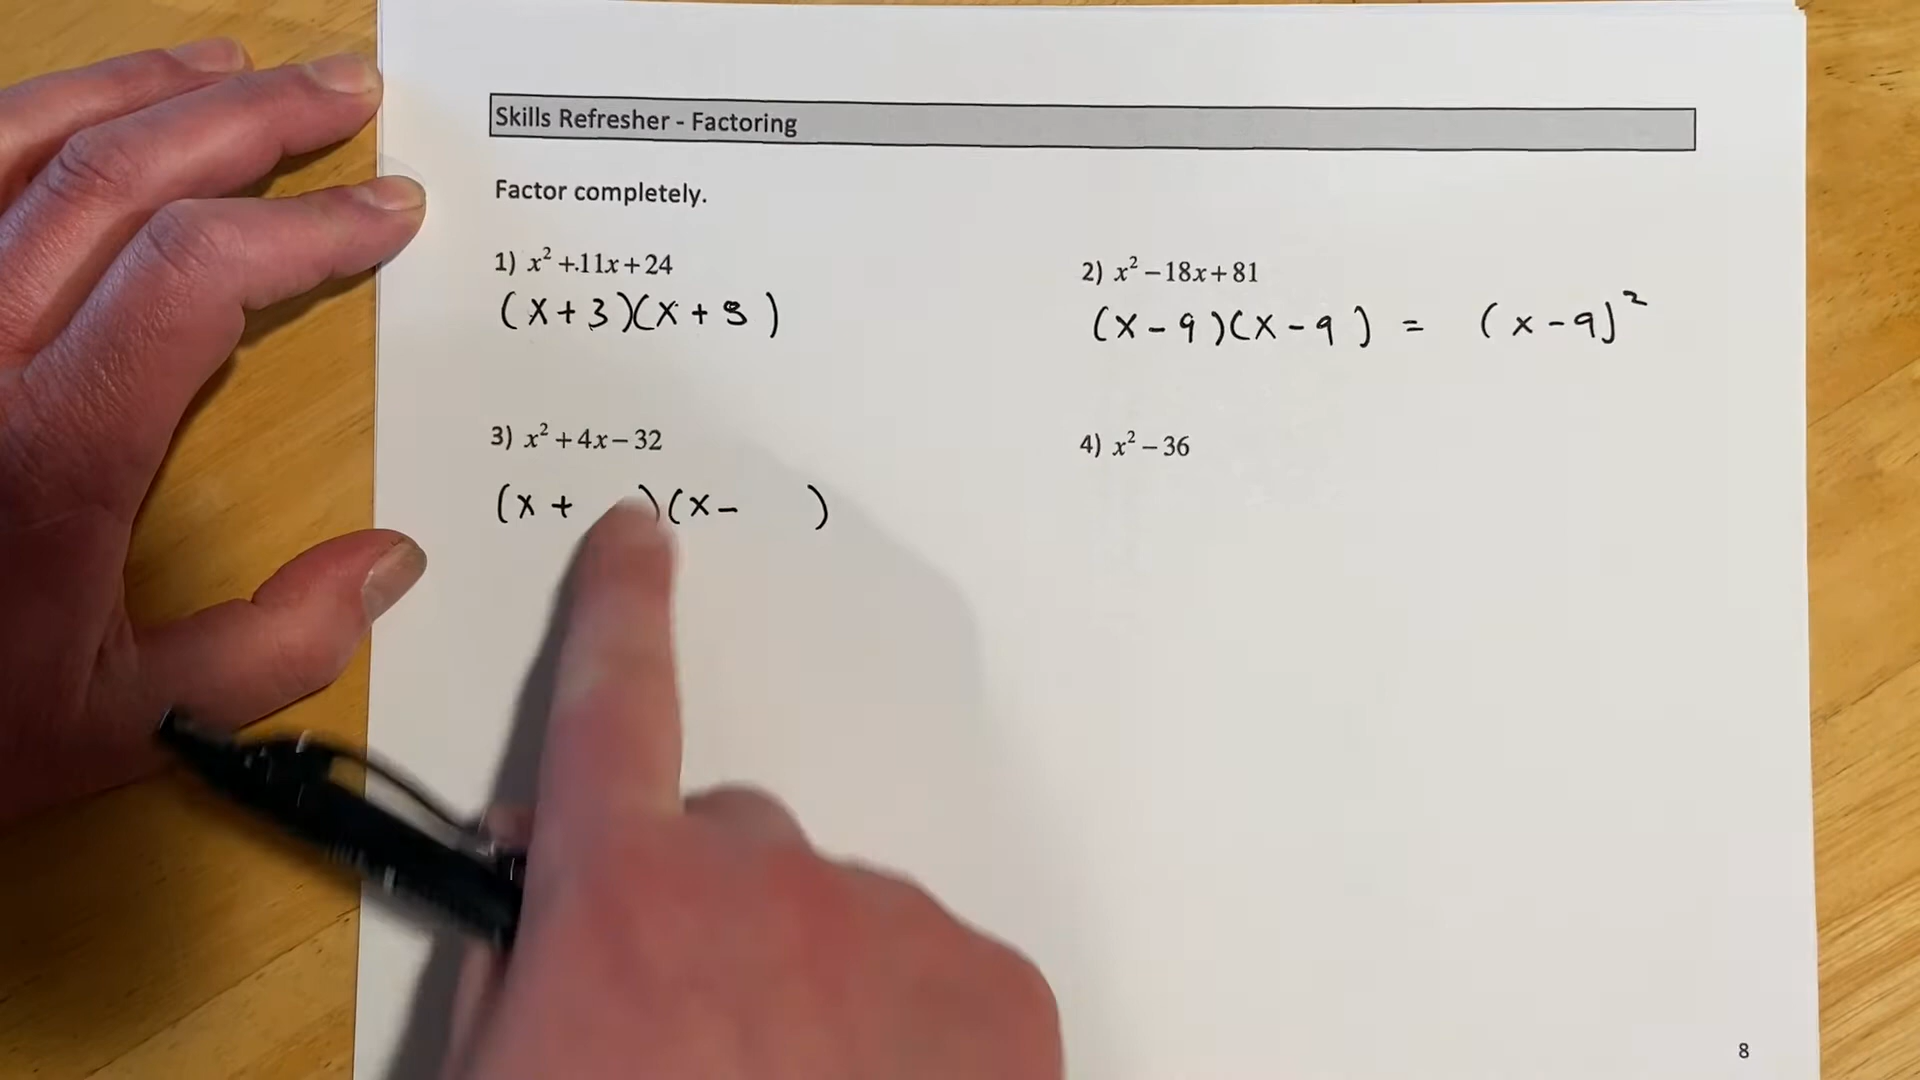 Skills Refresher - Factoring
Factor completely.
1) x² + 11x + 24
(x + 3)(x + 8)
2) x² – 18x + 81
(x - 9)(x - 9) = (x - 9)²
3) x² + 4x – 32
(x +   )(x -   )
4) x² – 36
8